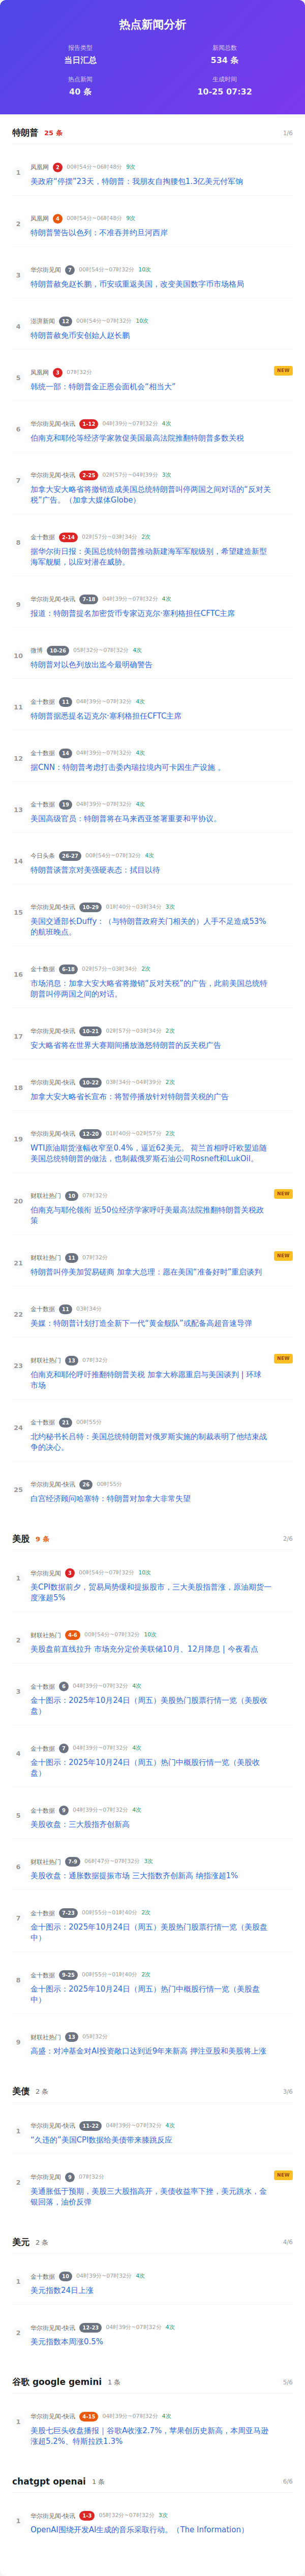 热点新闻分析
报告类型
当日汇总
新闻总数
534 条
热点新闻
40 条
生成时间
10-25 07:32
特朗普 25 条 1/6
1
凤凰网 2 00时54分~06时48分 9次
美政府“停摆”23天，特朗普：我朋友自掏腰包1.3亿美元付军饷
2
凤凰网 4 00时54分~06时48分 9次
特朗普警告以色列：不准吞并约旦河西岸
3
华尔街见闻 7 00时54分~07时32分 10次
特朗普赦免赵长鹏，币安或重返美国，改变美国数字币市场格局
4
澎湃新闻 12 00时54分~07时32分 10次
特朗普赦免币安创始人赵长鹏
5
凤凰网 3 07时32分 NEW
韩统一部：特朗普金正恩会面机会“相当大”
6
华尔街见闻-快讯 1-12 04时39分~07时32分 4次
伯南克和耶伦等经济学家敦促美国最高法院推翻特朗普多数关税
7
华尔街见闻-快讯 2-25 02时57分~04时39分 3次
加拿大安大略省将撤销造成美国总统特朗普叫停两国之间对话的“反对关
税”广告。（加拿大媒体Globe）
8
金十数据 2-14 02时57分~03时34分 2次
据华尔街日报：美国总统特朗普推动新建海军军舰级别，希望建造新型
海军舰艇，以应对潜在威胁。
9
华尔街见闻-快讯 7-18 04时39分~07时32分 4次
报道：特朗普提名加密货币专家迈克尔·塞利格担任CFTC主席
10
微博 10-26 05时32分~07时32分 4次
特朗普对以色列放出迄今最明确警告
11
金十数据 11 04时39分~07时32分 4次
特朗普据悉提名迈克尔·塞利格担任CFTC主席
12
金十数据 14 04时39分~07时32分 4次
据CNN：特朗普考虑打击委内瑞拉境内可卡因生产设施 。
13
金十数据 19 04时39分~07时32分 4次
美国高级官员：特朗普将在马来西亚签署重要和平协议。
14
今日头条 26-27 00时54分~07时32分 4次
特朗普谈普京对美强硬表态：拭目以待
15
华尔街见闻-快讯 10-29 01时40分~03时34分 3次
美国交通部长Duffy：（与特朗普政府关门相关的）人手不足造成53%
的航班晚点。
16
金十数据 6-18 02时57分~03时34分 2次
市场消息：加拿大安大略省将撤销“反对关税”的广告，此前美国总统特
朗普叫停两国之间的对话。
17
华尔街见闻-快讯 10-21 02时57分~03时34分 2次
安大略省将在世界大赛期间播放激怒特朗普的反关税广告
18
华尔街见闻-快讯 10-22 03时34分~04时39分 2次
加拿大安大略省长宣布：将暂停播放针对特朗普关税的广告
19
华尔街见闻-快讯 12-20 01时40分~02时57分 2次
WTI原油期货涨幅收窄至0.4%，逼近62美元。 荷兰首相呼吁欧盟追随
美国总统特朗普的做法，也制裁俄罗斯石油公司Rosneft和LukOil。
20
财联社热门 10 07时32分 NEW
伯南克与耶伦领衔 近50位经济学家呼吁美最高法院推翻特朗普关税政
策
21
财联社热门 11 07时32分 NEW
特朗普叫停美加贸易磋商 加拿大总理：愿在美国“准备好时”重启谈判
22
金十数据 11 03时34分
美媒：特朗普计划打造全新下一代“黄金舰队”或配备高超音速导弹
23
财联社热门 13 07时32分 NEW
伯南克和耶伦呼吁推翻特朗普关税 加拿大称愿重启与美国谈判 | 环球
市场
24
金十数据 21 00时55分
北约秘书长吕特：美国总统特朗普对俄罗斯实施的制裁表明了他结束战
争的决心。
25
华尔街见闻-快讯 26 00时55分
白宫经济顾问哈塞特：特朗普对加拿大非常失望
美股 9 条 2/6
1
华尔街见闻 3 00时54分~07时32分 10次
美CPI数据前夕，贸易局势缓和提振股市，三大美股指普涨，原油期货一
度涨超5%
2
财联社热门 4-6 00时54分~07时32分 10次
美股盘前直线拉升 市场充分定价美联储10月、12月降息 | 今夜看点
3
金十数据 6 04时39分~07时32分 4次
金十图示：2025年10月24日（周五）美股热门股票行情一览（美股收
盘）
4
金十数据 7 04时39分~07时32分 4次
金十图示：2025年10月24日（周五）热门中概股行情一览（美股收
盘）
5
金十数据 9 04时39分~07时32分 4次
美股收盘：三大股指齐创新高
6
财联社热门 7-9 06时47分~07时32分 3次
美股收盘：通胀数据提振市场 三大指数齐创新高 纳指涨超1%
7
金十数据 7-23 00时55分~01时40分 2次
金十图示：2025年10月24日（周五）美股热门股票行情一览（美股盘
中）
8
金十数据 9-25 00时55分~01时40分 2次
金十图示：2025年10月24日（周五）热门中概股行情一览（美股盘
中）
9
财联社热门 13 05时32分
高盛：对冲基金对AI投资敞口达到近9年来新高 押注亚股和美股将上涨
美债 2 条 3/6
1
华尔街见闻-快讯 11-22 04时39分~07时32分 4次
“久违的”美国CPI数据给美债带来膝跳反应
2
华尔街见闻 9 07时32分 NEW
美通胀低于预期，美股三大股指高开，美债收益率下挫，美元跳水，金
银回落，油价反弹
美元 2 条 4/6
1
金十数据 10 04时39分~07时32分 4次
美元指数24日上涨
2
华尔街见闻-快讯 12-23 04时39分~07时32分 4次
美元指数本周涨0.5%
谷歌 google gemini 1 条 5/6
1
华尔街见闻-快讯 4-15 04时39分~07时32分 4次
美股七巨头收盘播报｜谷歌A收涨2.7%，苹果创历史新高，本周亚马逊
涨超5.2%、特斯拉跌1.3%
chatgpt openai 1 条 6/6
1
华尔街见闻-快讯 1-3 05时32分~07时32分 3次
OpenAI围绕开发AI生成的音乐采取行动。（The Information）